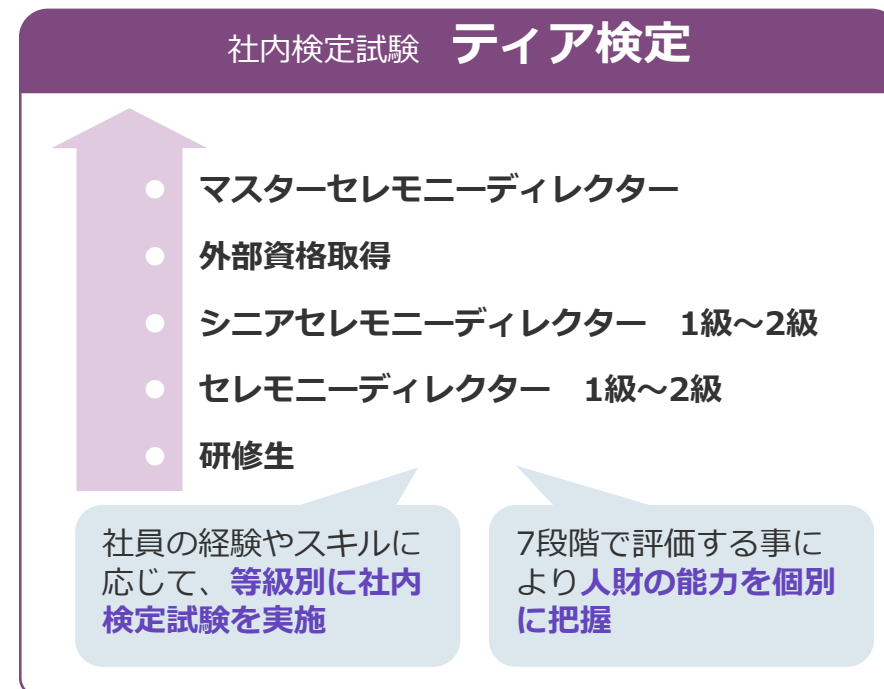 社内検定試験 ティア検定
マスターセレモニーディレクター
外部資格取得
シニアセレモニーディレクター　1級～2級
セレモニーディレクター　1級～2級
研修生
社員の経験やスキルに
応じて、等級別に社内
検定試験を実施
7段階で評価する事に
より人財の能力を個別
に把握